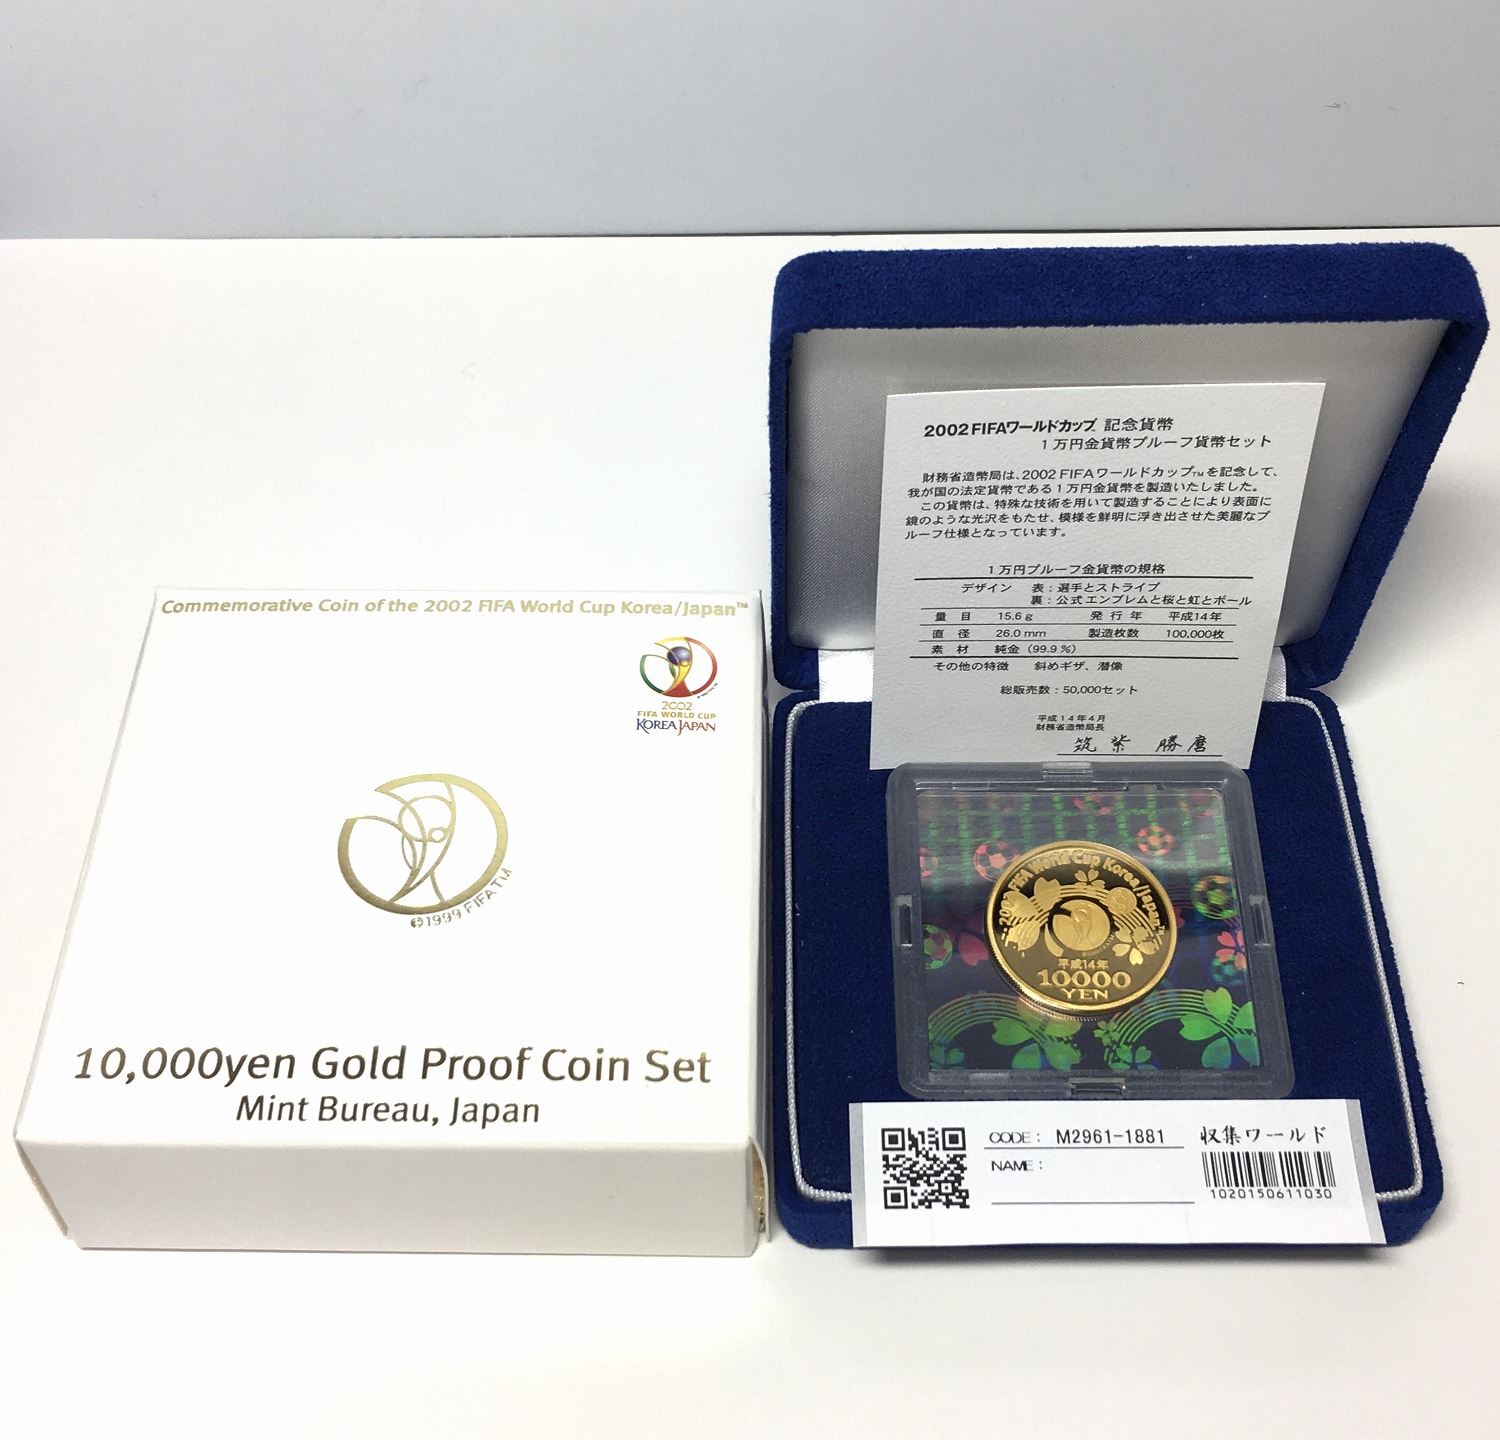 Commemorative Coin of the 2002 FIFA World Cup Korea/Japan™
2002
FIFA WORLD CUP
KOREA JAPAN
©1999 FIFA TM
10,000yen Gold Proof Coin Set
Mint Bureau, Japan
2002 FIFAワールドカップ 記念貨幣
1万円金貨幣プルーフ貨幣セット
財務省造幣局は、2002 FIFAワールドカップTMを記念して、
我が国の法定貨幣である1万円金貨幣を製造いたしました。
この貨幣は、特殊な技術を用いて製造することにより表面に
鏡のような光沢をもたせ、模様を鮮明に浮き出させた美麗なプ
ルーフ仕様となっています。
1万円プルーフ金貨幣の規格
デザイン 表：選手とストライプ
裏：公式エンブレムと桜と虹とボール
量目 15.6 g 発行年 平成14年
直径 26.0 mm 製造枚数 100,000枚
素材 純金（99.9％）
その他の特徴 斜めギザ、潜像
総販売数：50,000セット
平成14年4月
財務省造幣局長
筑紫 勝麿
2002 FIFA World Cup Korea/Japan™
平成14年
10000
YEN
CODE: M2961-1881
NAME:
収集ワールド
1020150611030